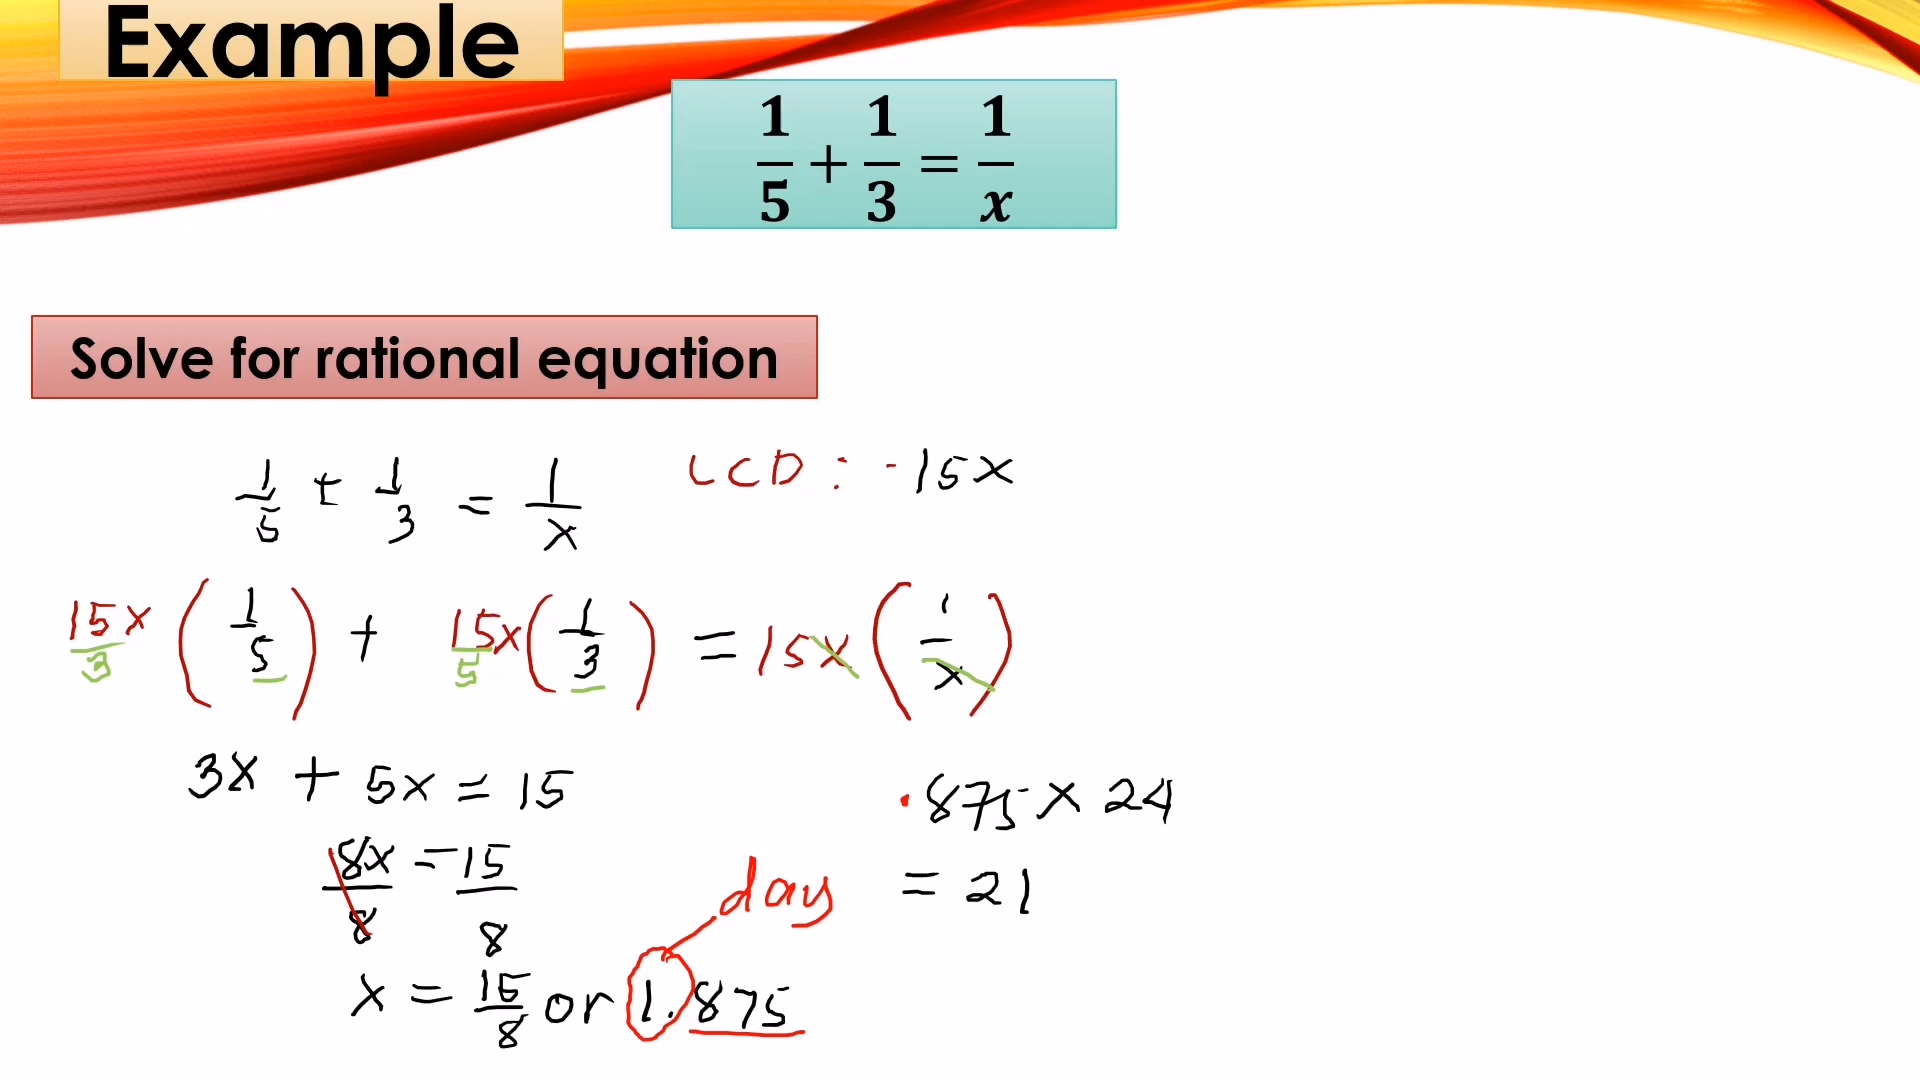 Example
1/5 + 1/3 = 1/x
Solve for rational equation
1/5 + 1/3 = 1/x LCD : -15x
15x/3 (1/5) + 15x/5 (1/3) = 15x (1/x)
3x + 5x = 15
.875 x 24
8x/8 = 15/8
= 21
day
x = 15/8 or 1.875